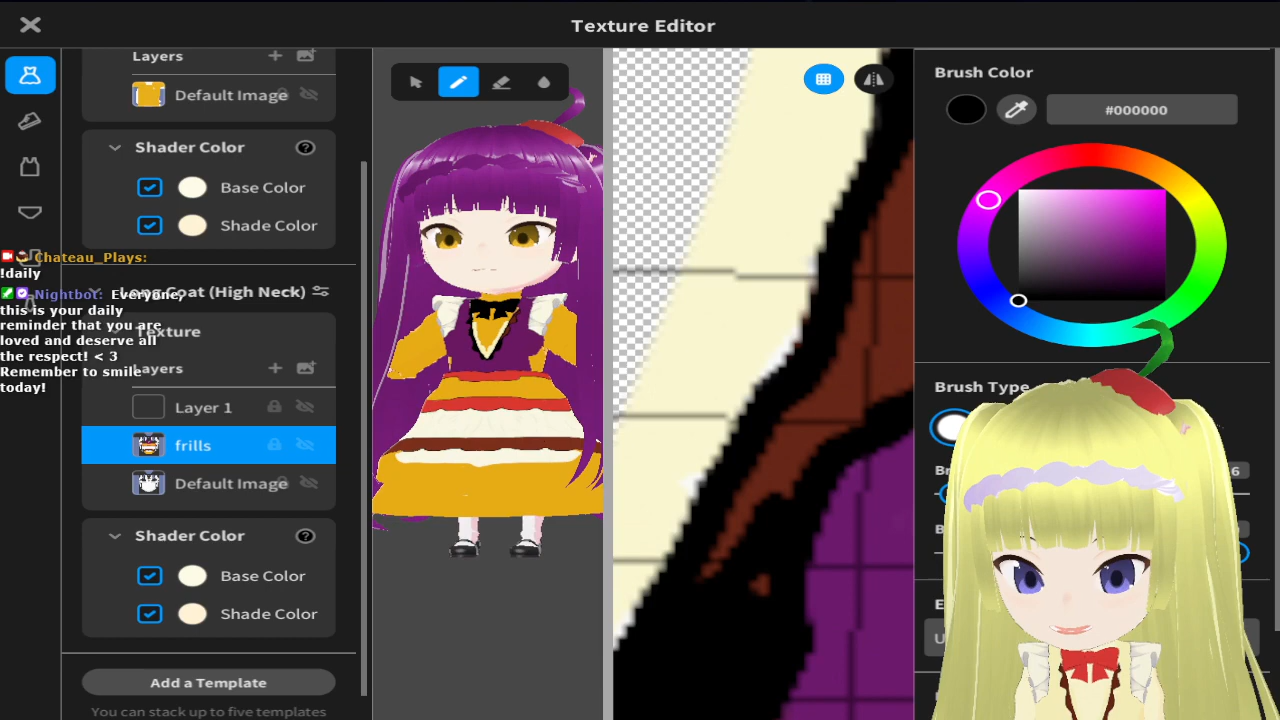 Texture Editor
Layers
Default Image
Shader Color
?
Base Color
Shade Color
Chateau_Plays:
!daily
Nightbot: Everyone,
this is your daily
reminder that you are
loved and deserve all
the respect! < 3
Remember to smile
today!
Coat (High Neck)
Texture
Layers
Layer 1
frills
Default Image
Shader Color
?
Base Color
Shade Color
Add a Template
You can stack up to five templates
Brush Color
#000000
Brush Type
6